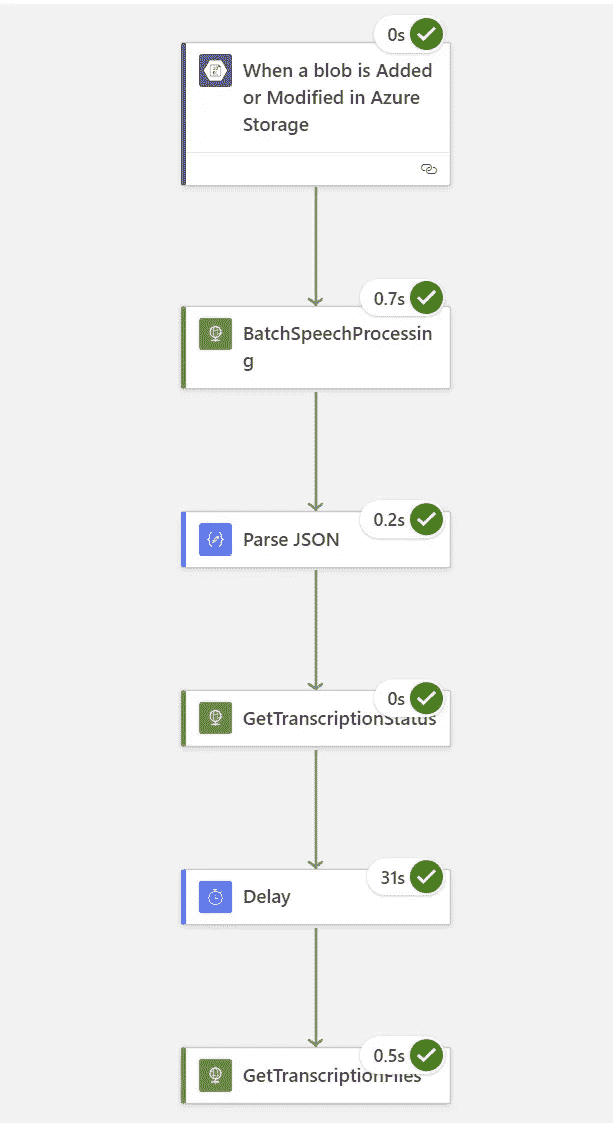 0s
When a blob is Added
or Modified in Azure
Storage
0.7s
BatchSpeechProcessin
g
0.2s
Parse JSON
0s
GetTranscriptionStatus
31s
Delay
0.5s
GetTranscriptionFiles